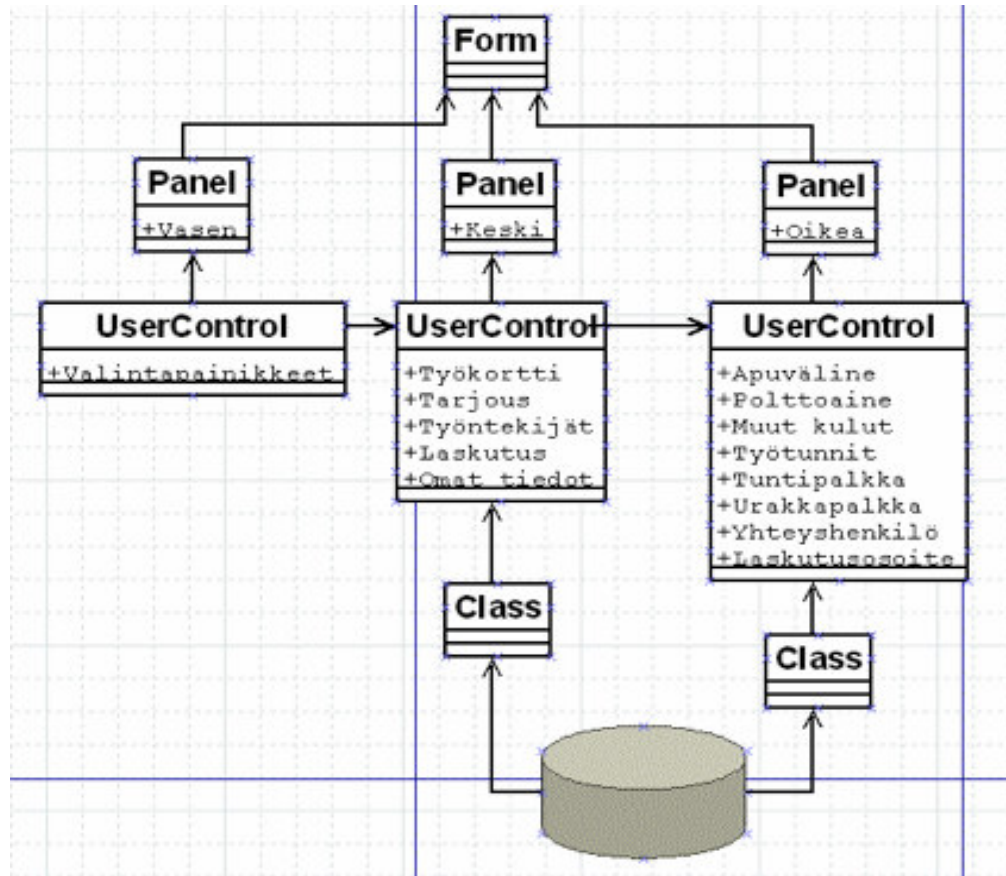 Form
Panel
+Vasen
Panel
+Keski
Panel
+Oikea
UserControl
+Valintapainikkeet
UserControl
+Työkortti
+Tarjous
+Työntekijät
+Laskutus
+Omat tiedot
UserControl
+Apuväline
+Polttoaine
+Muut kulut
+Työtunnit
+Tuntipalkka
+Urakkapalkka
+Yhteyshenkilö
+Laskutusosoite
Class
Class